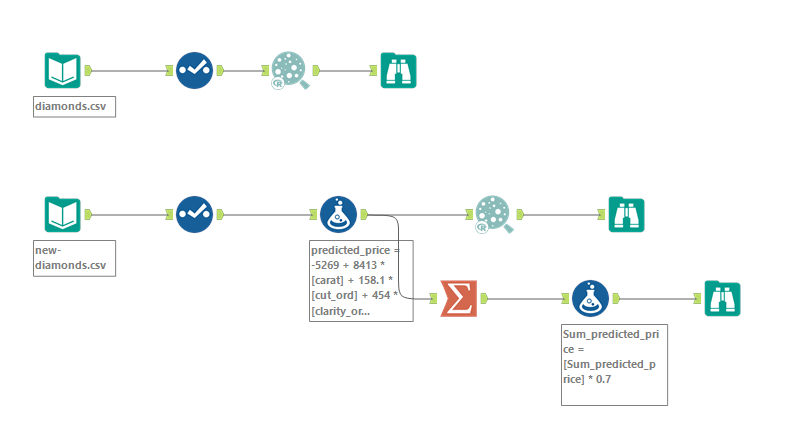 diamonds.csv
new-
diamonds.csv
predicted_price =
-5269 + 8413 *
[carat] + 158.1 *
[cut_ord] + 454 *
[clarity_or...
Sum_predicted_pri
ce =
[Sum_predicted_p
rice] * 0.7